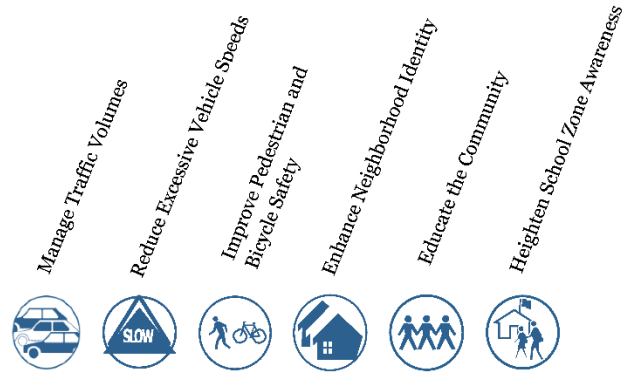 Manage Traffic Volumes
Reduce Excessive Vehicle Speeds
Improve Pedestrian and
Bicycle Safety
Enhance Neighborhood Identity
Educate the Community
Heighten School Zone Awareness
SLOW